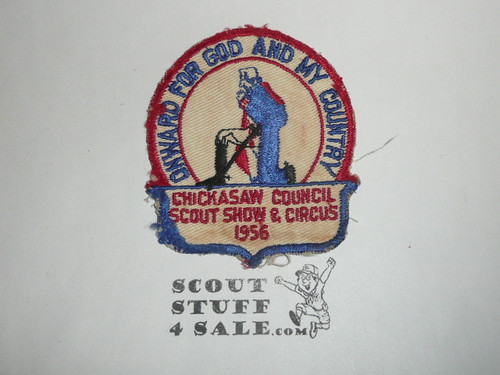 ONWARD FOR GOD AND MY COUNTRY
CHICKASAW COUNCIL
SCOUT SHOW & CIRCUS
1956
SCOUT
STUFF
4 SALE.COM